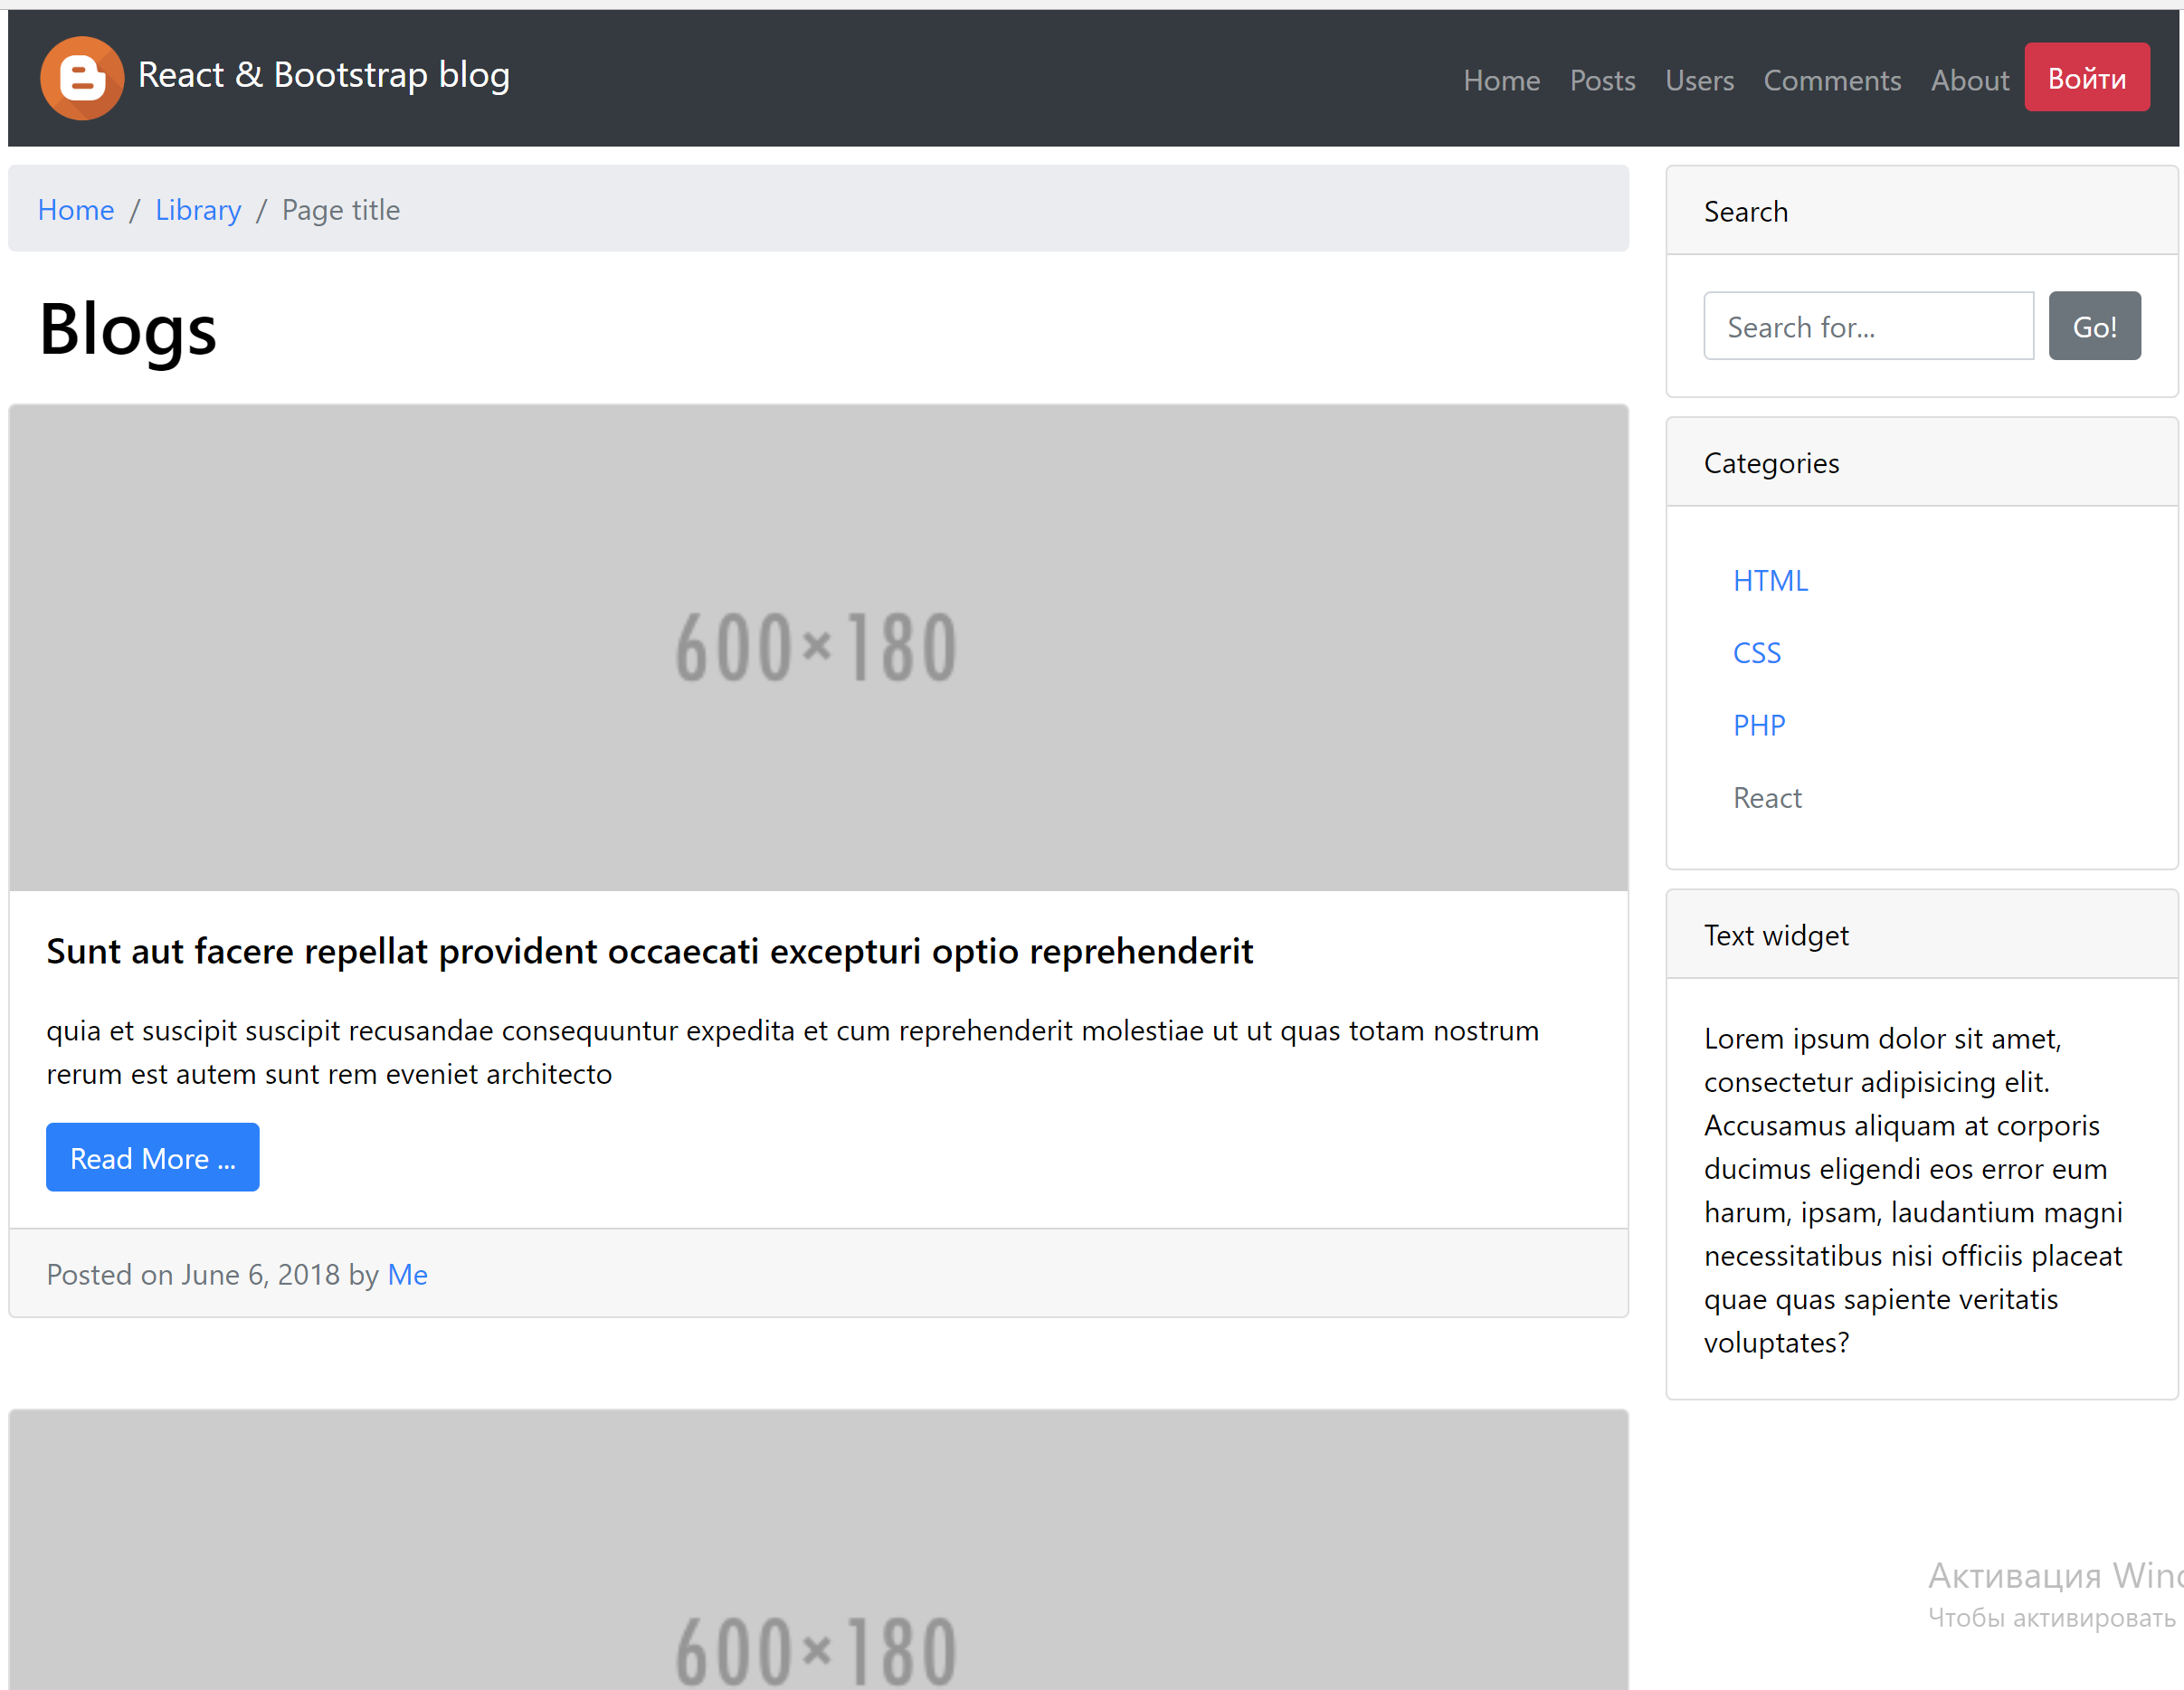 React & Bootstrap blog
Home Posts Users Comments About Войти
Home / Library / Page title
Blogs
600×180
Sunt aut facere repellat provident occaecati excepturi optio reprehenderit
quia et suscipit suscipit recusandae consequuntur expedita et cum reprehenderit molestiae ut ut quas totam nostrum
rerum est autem sunt rem eveniet architecto
Read More ...
Posted on June 6, 2018 by Me
600×180
Search
Search for...
Go!
Categories
HTML
CSS
PHP
React
Text widget
Lorem ipsum dolor sit amet,
consectetur adipisicing elit.
Accusamus aliquam at corporis
ducimus eligendi eos error eum
harum, ipsam, laudantium magni
necessitatibus nisi officiis placeat
quae quas sapiente veritatis
voluptates?
Активация
Чтобы активировать